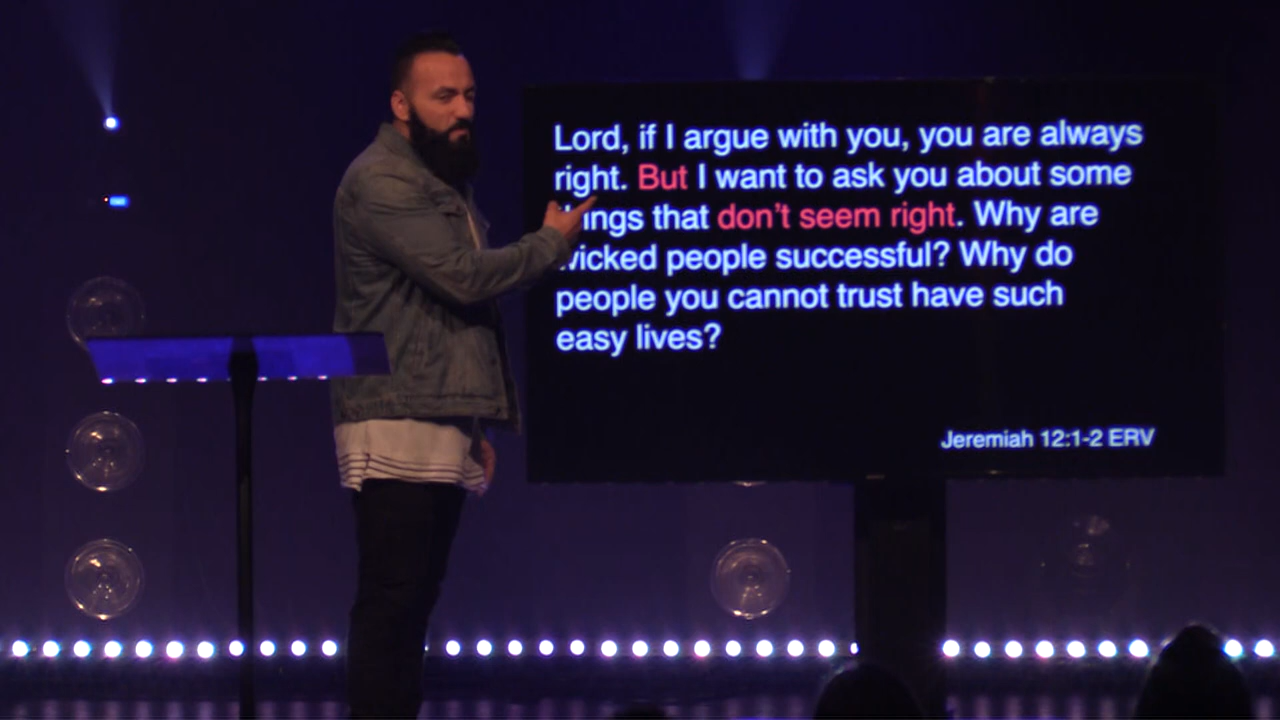 Lord, if I argue with you, you are always
right. But I want to ask you about some
things that don't seem right. Why are
wicked people successful? Why do
people you cannot trust have such
easy lives?
Jeremiah 12:1-2 ERV